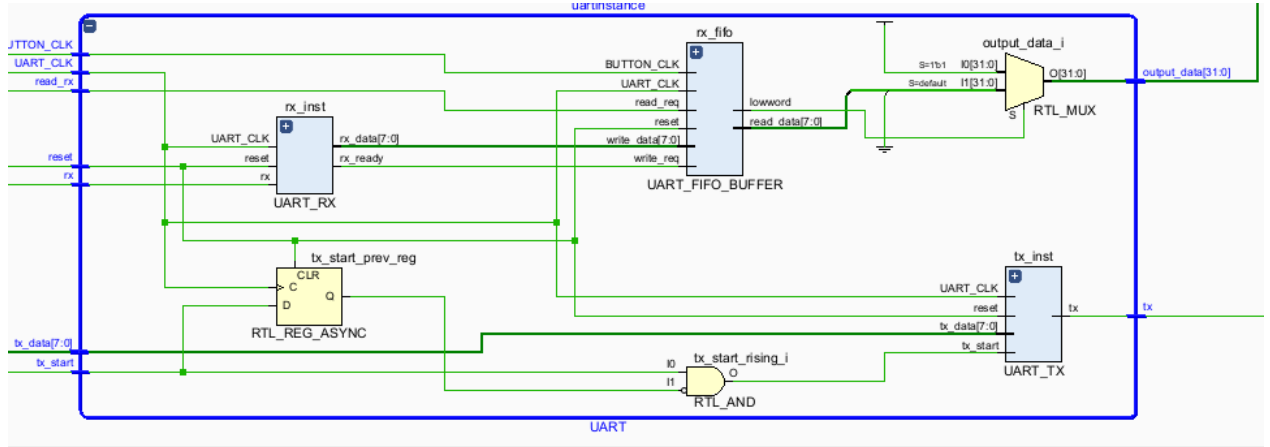 uartinstance
UTTON_CLK
UART_CLK
read_rx
reset
rx
tx_data[7:0]
tx_start
rx_inst
UART_CLK
reset
rx
rx_data[7:0]
rx_ready
UART_RX
tx_start_prev_reg
CLR
C
D
Q
RTL_REG_ASYNC
rx_fifo
BUTTON_CLK
UART_CLK
read_req
reset
write_data[7:0]
write_req
lowword
read_data[7:0]
UART_FIFO_BUFFER
output_data_i
S=1'b1
I0[31:0]
S=default
I1[31:0]
O[31:0]
S
RTL_MUX
output_data[31:0]
tx_start_rising_i
I0
I1
O
RTL_AND
tx_inst
UART_CLK
reset
tx_data[7:0]
tx_start
tx
UART_TX
tx
UART